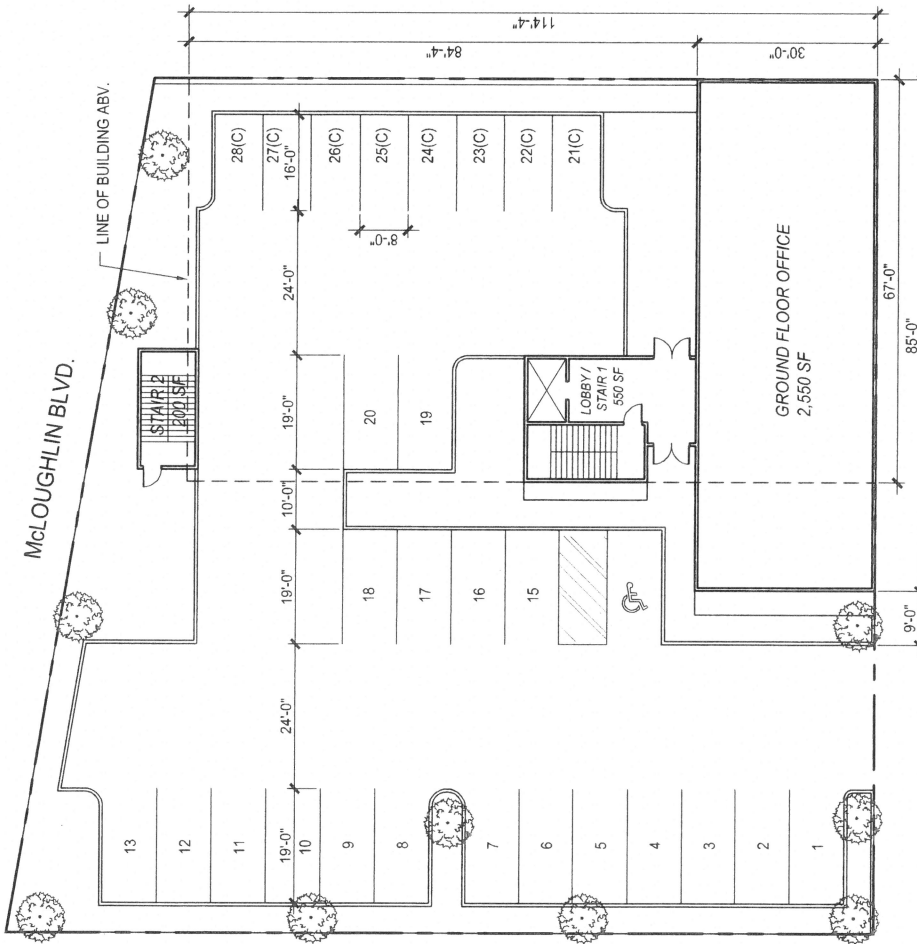 McLOUGHLIN BLVD.
LINE OF BUILDING ABV.
114'-4"
84'-4"
30'-0"
STAIR 2
200 SF
28(C)
27(C)
16'-0"
26(C)
25(C)
24(C)
23(C)
22(C)
21(C)
8'-0"
24'-0"
19'-0"
20
19
10'-0"
LOBBY /
STAIR 1
550 SF
GROUND FLOOR OFFICE
2,550 SF
67'-0"
85'-0"
9'-0"
19'-0"
18
17
16
15
24'-0"
19'-0"
13
12
11
10
9
8
7
6
5
4
3
2
1